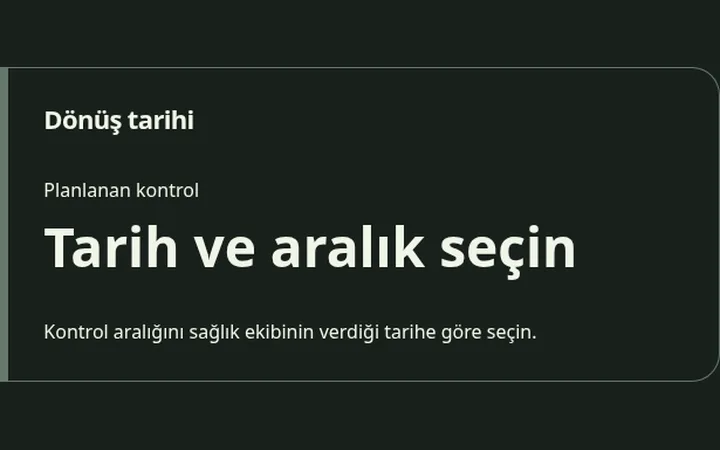 Dönüş tarihi
Planlanan kontrol
Tarih ve aralık seçin
Kontrol aralığını sağlık ekibinin verdiği tarihe göre seçin.